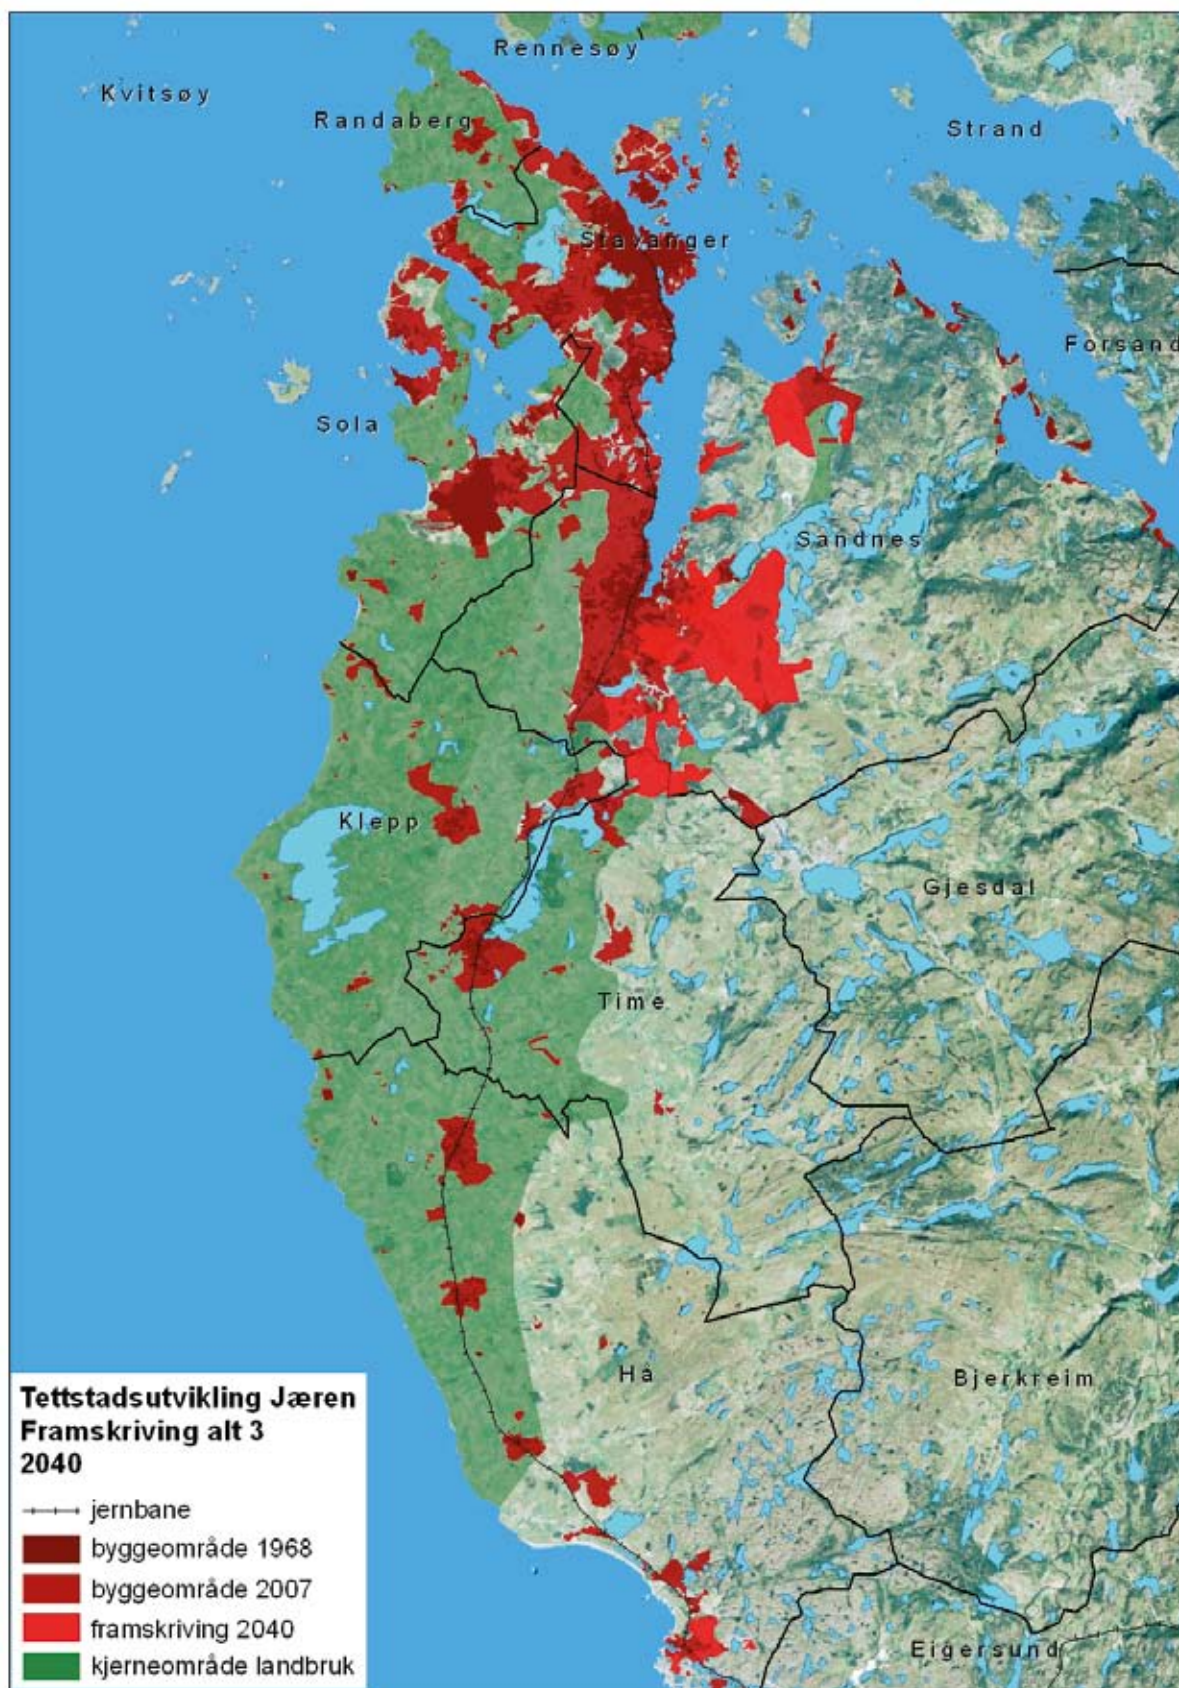 Rennesøy
Kvitsøy
Randaberg
Strand
Stavanger
Forsand
Sola
Sandnes
Klepp
Gjesdal
Time
Hå
Bjerkreim
Eigersund
Tettstadsutvikling Jæren
Framskriving alt 3
2040
jernbane
byggeområde 1968
byggeområde 2007
framskriving 2040
kjerneområde landbruk